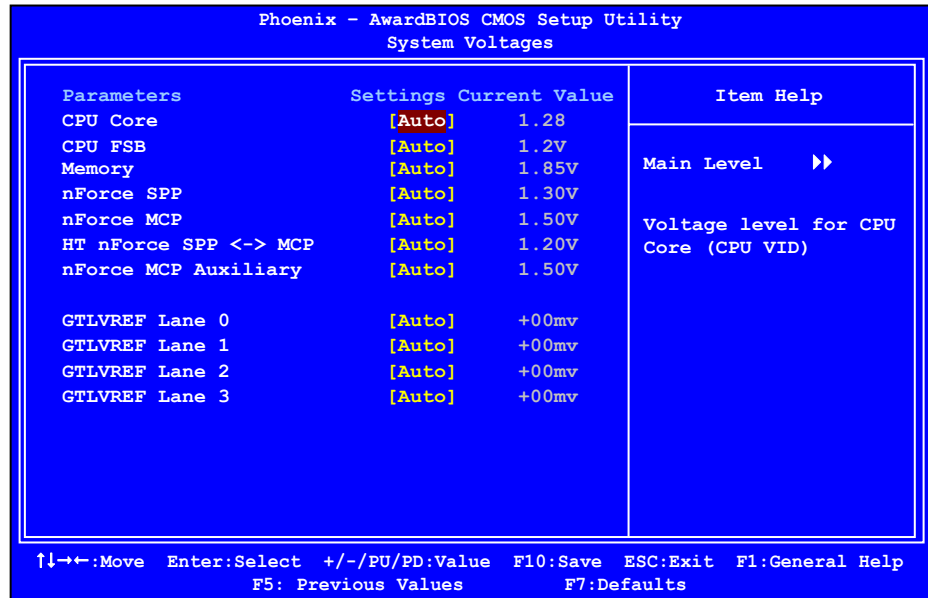 Phoenix – AwardBIOS CMOS Setup Utility
System Voltages
Parameters Settings Current Value Item Help
CPU Core [Auto] 1.28
CPU FSB [Auto] 1.2V
Memory [Auto] 1.85V
nForce SPP [Auto] 1.30V
nForce MCP [Auto] 1.50V
HT nForce SPP <-> MCP [Auto] 1.20V
nForce MCP Auxiliary [Auto] 1.50V
GTLVREF Lane 0 [Auto] +00mv
GTLVREF Lane 1 [Auto] +00mv
GTLVREF Lane 2 [Auto] +00mv
GTLVREF Lane 3 [Auto] +00mv
Main Level
Voltage level for CPU
Core (CPU VID)
↑↓→←:Move Enter:Select +/-/PU/PD:Value F10:Save ESC:Exit F1:General Help
F5: Previous Values F7:Defaults